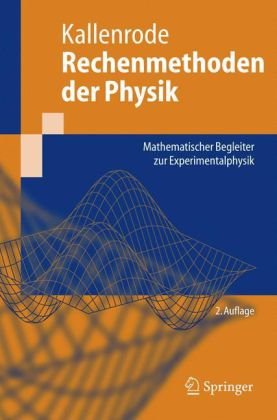 Kallenrode
Rechenmethoden
der Physik
Mathematischer Begleiter
zur Experimentalphysik
2. Auflage
Springer